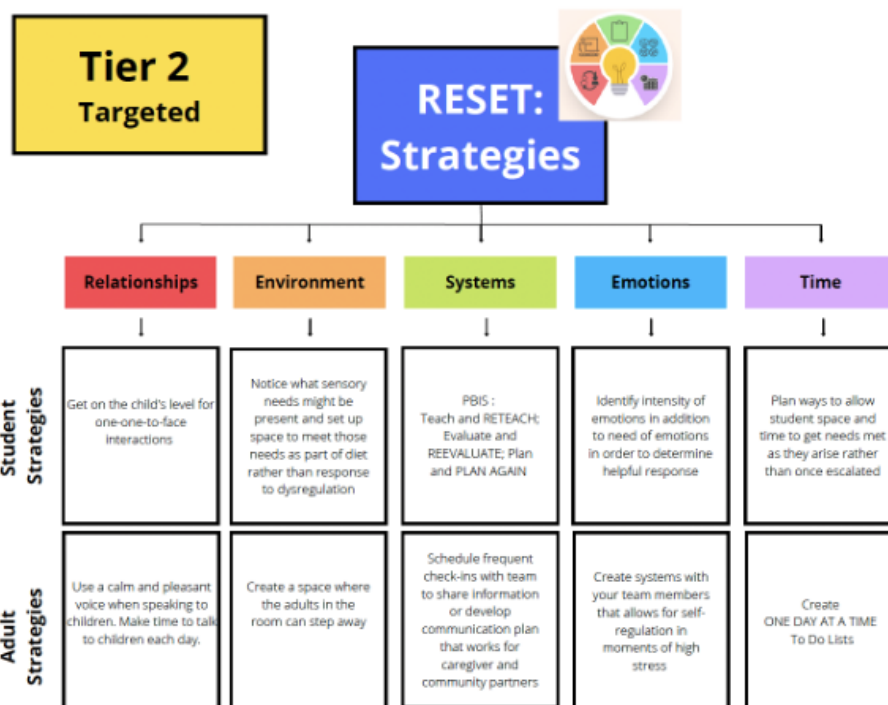 Tier 2
Targeted
RESET:
Strategies
Relationships
Environment
Systems
Emotions
Time
Student
Strategies
Get on the child's level for
one-one-to-face
interactions
Notice what sensory
needs might be
present and set up
space to meet those
needs as part of diet
rather than response
to dysregulation
PBIS :
Teach and RETEACH;
Evaluate and
REEVALUATE; Plan
and PLAN AGAIN
Identify intensity of
emotions in addition
to need of emotions
in order to determine
helpful response
Plan ways to allow
student space and
time to get needs met
as they arise rather
than once escalated
Adult
Strategies
Use a calm and pleasant
voice when speaking to
children. Make time to talk
to children each day.
Create a space where
the adults in the
room can step away
Schedule frequent
check-ins with team
to share information
or develop
communication plan
that works for
caregiver and
community partners
Create systems with
your team members
that allows for self-
regulation in
moments of high
stress
Create
ONE DAY AT A TIME
To Do Lists